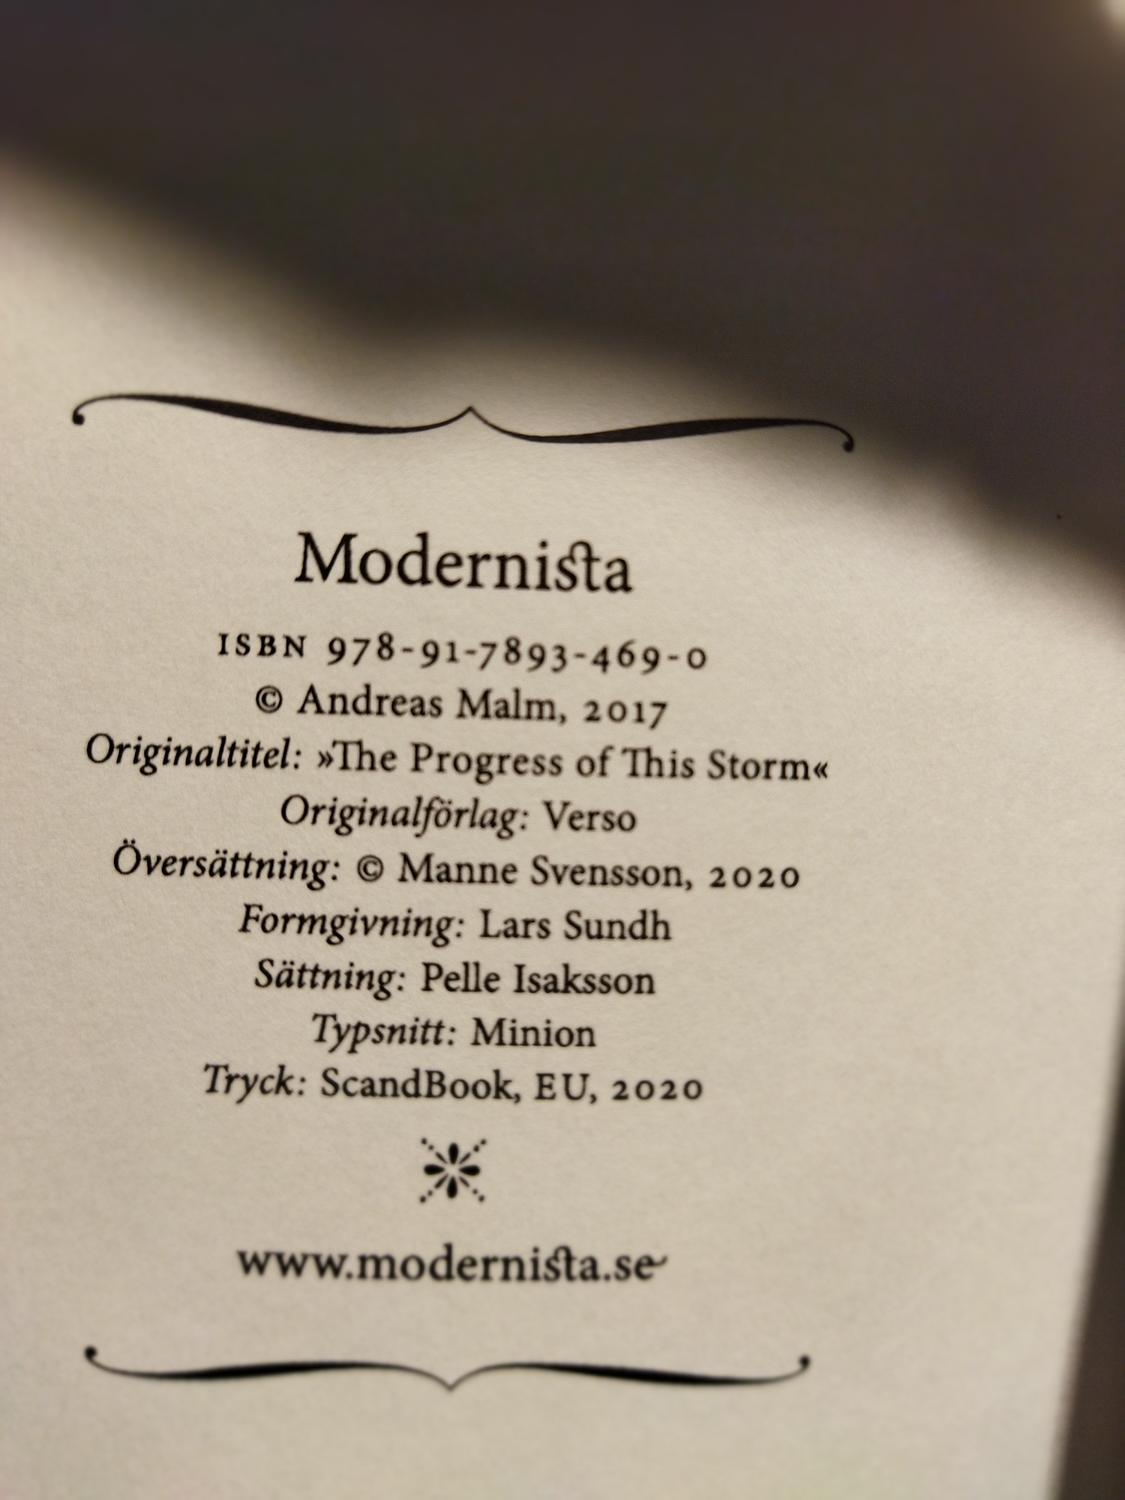 Modernista
ISBN 978-91-7893-469-0
© Andreas Malm, 2017
Originaltitel: »The Progress of This Storm«
Originalförlag: Verso
Översättning: © Manne Svensson, 2020
Formgivning: Lars Sundh
Sättning: Pelle Isaksson
Typsnitt: Minion
Tryck: ScandBook, EU, 2020
www.modernista.se